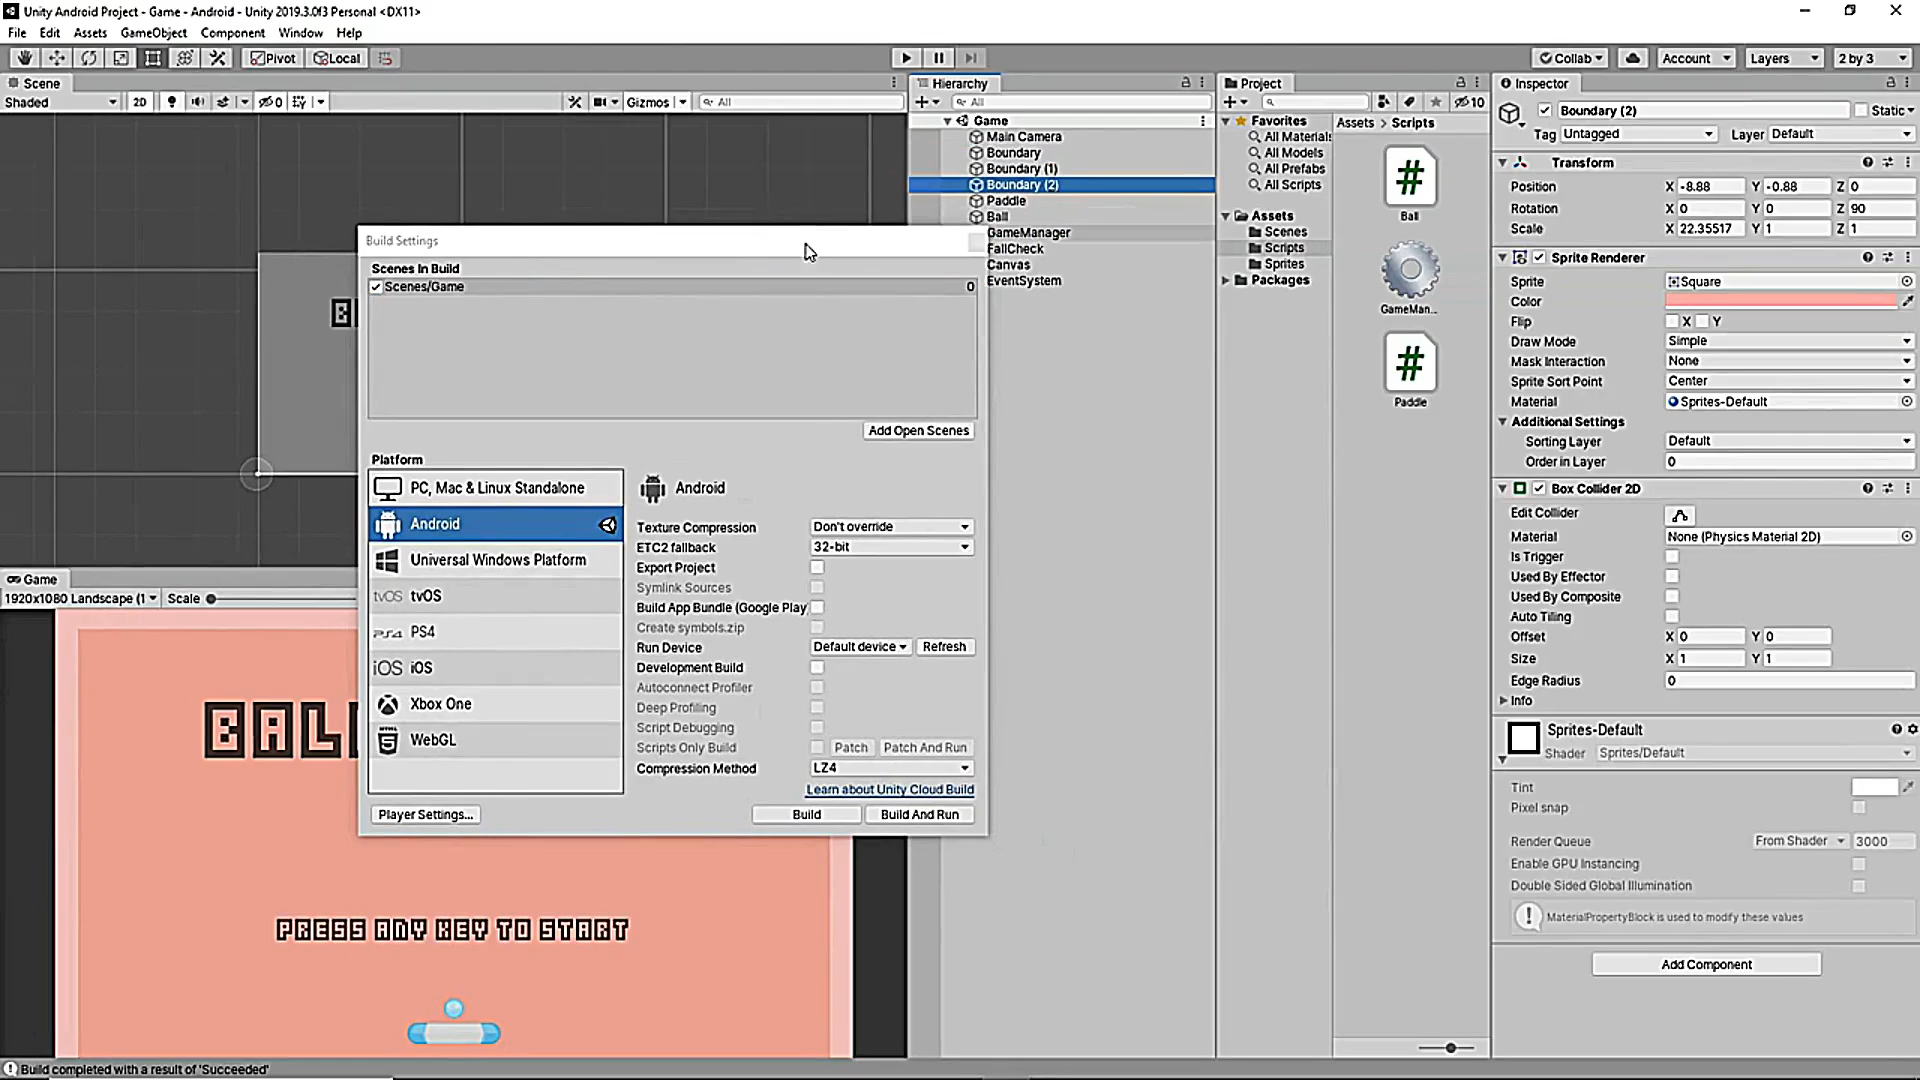 Unity Android Project - Game - Android - Unity 2019.3.0f3 Personal <DX11>
File Edit Assets GameObject Component Window Help
Pivot Local
Collab Account Layers 2 by 3
Scene
Shaded 2D 0 Gizmos All
Hierarchy
All
Game
Main Camera
Boundary
Boundary (1)
Boundary (2)
Paddle
Ball
GameManager
FallCheck
Canvas
EventSystem
Project
10
Favorites
All Materials
All Models
All Prefabs
All Scripts
Assets
Scenes
Scripts
Sprites
Packages
Assets > Scripts
#
Ball
GameMan...
#
Paddle
Build Settings
Scenes In Build
Scenes/Game 0
Add Open Scenes
Platform
PC, Mac & Linux Standalone
Android
Universal Windows Platform
tvOS tvOS
PS4
iOS iOS
Xbox One
HTML 5 WebGL
Android
Texture Compression Don't override
ETC2 fallback 32-bit
Export Project
Symlink Sources
Build App Bundle (Google Play
Create symbols.zip
Run Device Default device Refresh
Development Build
Autoconnect Profiler
Deep Profiling
Script Debugging
Scripts Only Build Patch Patch And Run
Compression Method LZ4
Learn about Unity Cloud Build
Player Settings... Build Build And Run
Game
1920x1080 Landscape (1 Scale
BALL
PRESS ANY KEY TO START
Inspector
Boundary (2) Static
Tag Untagged Layer Default
Transform
Position X -8.88 Y -0.88 Z 0
Rotation X 0 Y 0 Z 90
Scale X 22.35517 Y 1 Z 1
Sprite Renderer
Sprite Square
Color
Flip X Y
Draw Mode Simple
Mask Interaction None
Sprite Sort Point Center
Material Sprites-Default
Additional Settings
Sorting Layer Default
Order in Layer 0
Box Collider 2D
Edit Collider
Material None (Physics Material 2D)
Is Trigger
Used By Effector
Used By Composite
Auto Tiling
Offset X 0 Y 0
Size X 1 Y 1
Edge Radius 0
Info
Sprites-Default
Shader Sprites/Default
Tint
Pixel snap
Render Queue From Shader 3000
Enable GPU Instancing
Double Sided Global Illumination
MaterialPropertyBlock is used to modify these values
Add Component
Build completed with a result of 'Succeeded'